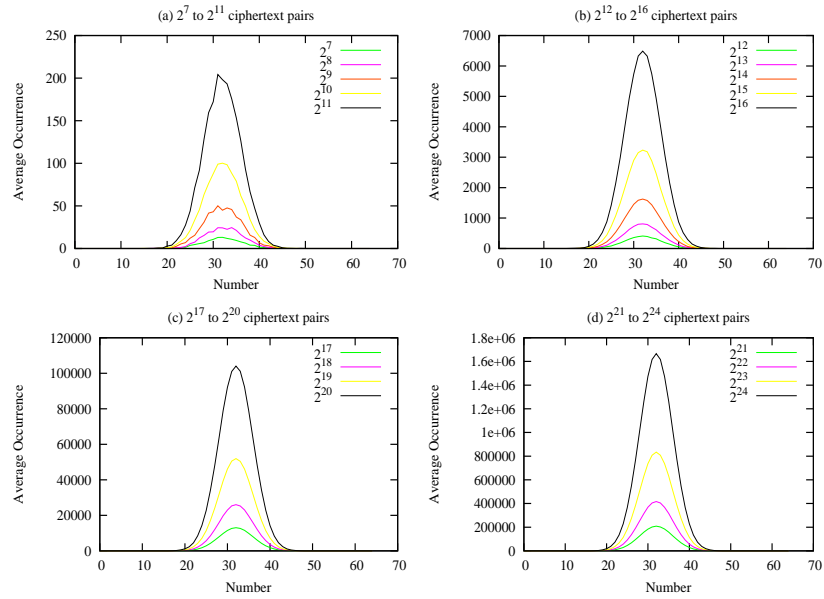 (a) 2^7 to 2^11 ciphertext pairs
250
200
150
100
50
0
0 10 20 30 40 50 60 70
Average Occurrence
Number
2^7
2^8
2^9
2^10
2^11
(b) 2^12 to 2^16 ciphertext pairs
7000
6000
5000
4000
3000
2000
1000
0
0 10 20 30 40 50 60 70
Average Occurrence
Number
2^12
2^13
2^14
2^15
2^16
(c) 2^17 to 2^20 ciphertext pairs
120000
100000
80000
60000
40000
20000
0
0 10 20 30 40 50 60 70
Average Occurrence
Number
2^17
2^18
2^19
2^20
(d) 2^21 to 2^24 ciphertext pairs
1.8e+06
1.6e+06
1.4e+06
1.2e+06
1e+06
800000
600000
400000
200000
0
0 10 20 30 40 50 60 70
Average Occurrence
Number
2^21
2^22
2^23
2^24